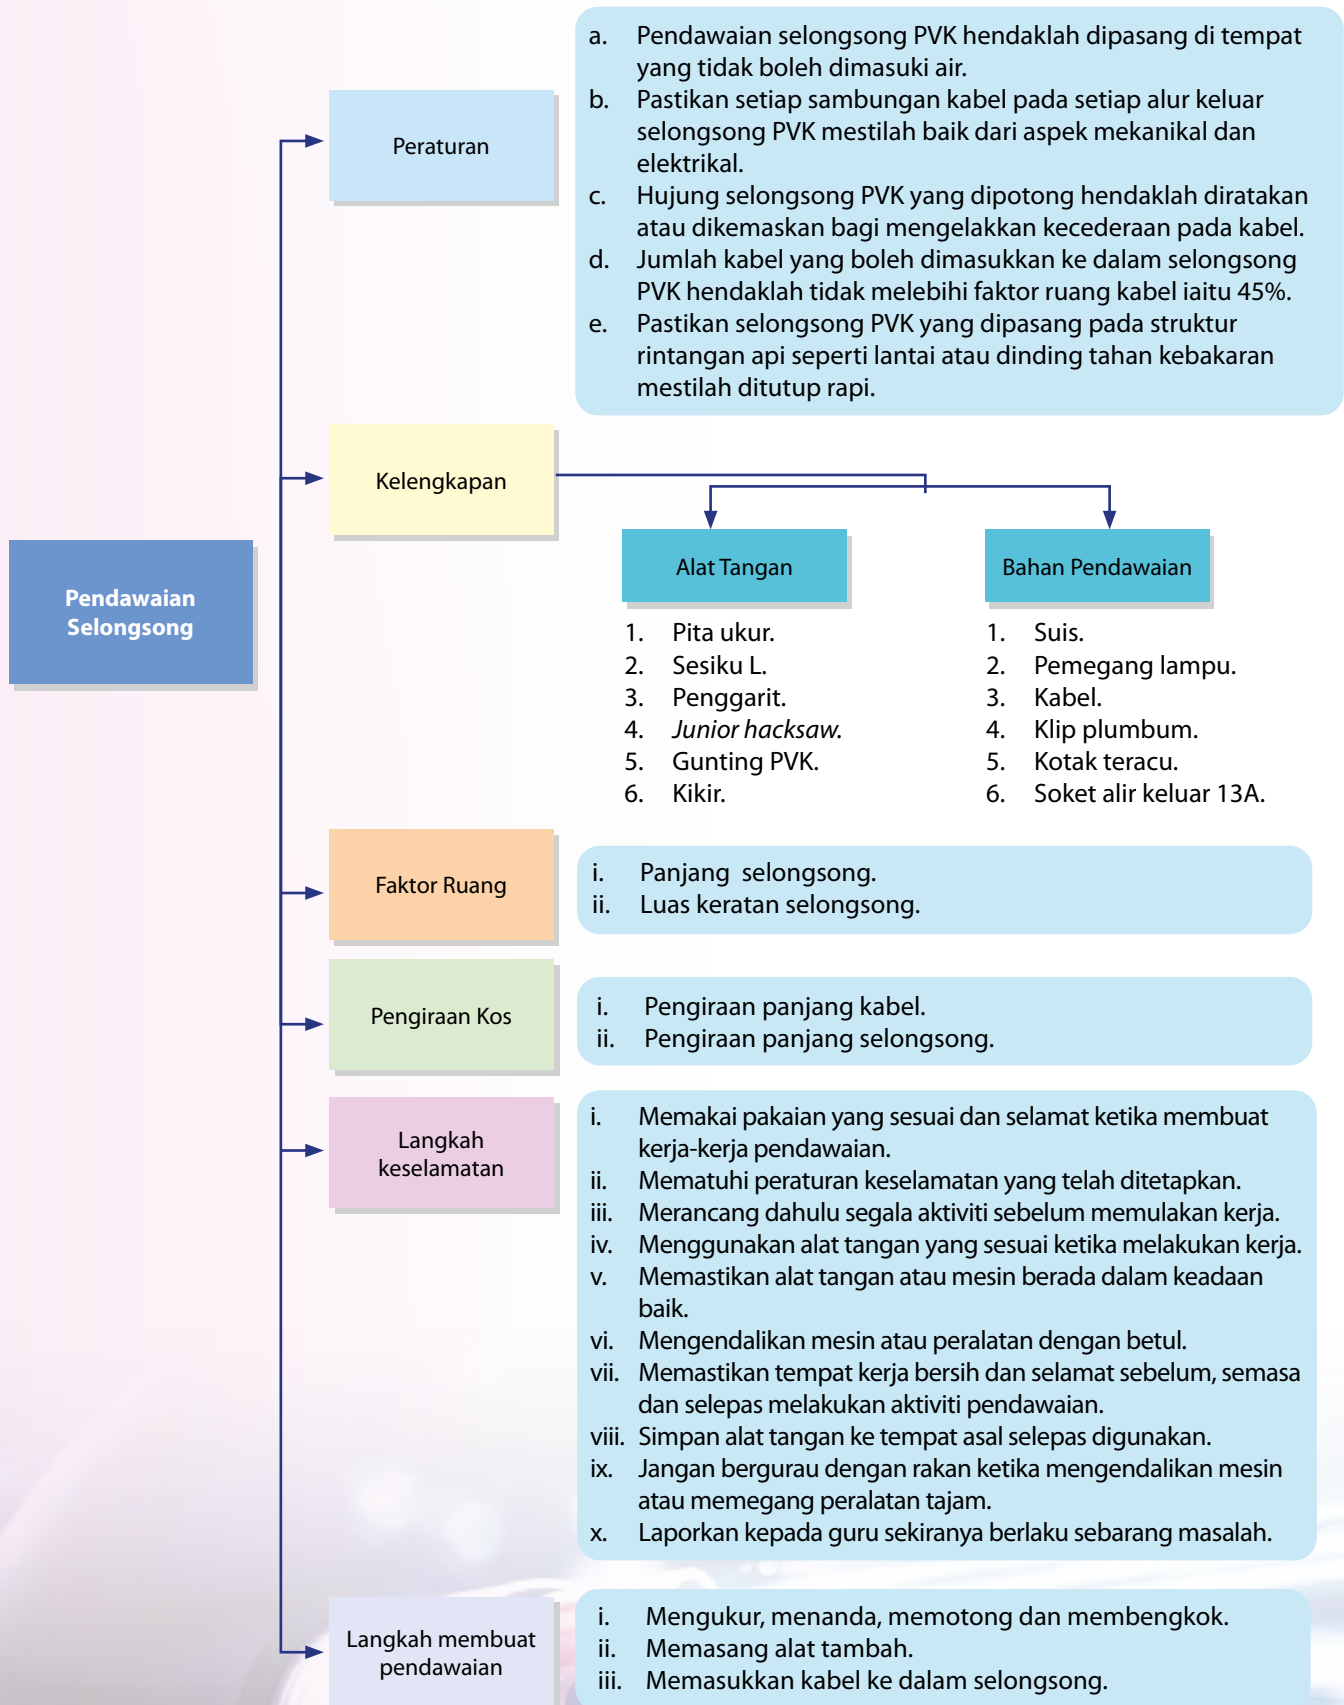 Pendawaian
Selongsong
Peraturan
a. Pendawaian selongsong PVK hendaklah dipasang di tempat
yang tidak boleh dimasuki air.
b. Pastikan setiap sambungan kabel pada setiap alur keluar
selongsong PVK mestilah baik dari aspek mekanikal dan
elektrikal.
c. Hujung selongsong PVK yang dipotong hendaklah diratakan
atau dikemaskan bagi mengelakkan kecederaan pada kabel.
d. Jumlah kabel yang boleh dimasukkan ke dalam selongsong
PVK hendaklah tidak melebihi faktor ruang kabel iaitu 45%.
e. Pastikan selongsong PVK yang dipasang pada struktur
rintangan api seperti lantai atau dinding tahan kebakaran
mestilah ditutup rapi.
Kelengkapan
Alat Tangan
1. Pita ukur.
2. Sesiku L.
3. Penggarit.
4. Junior hacksaw.
5. Gunting PVK.
6. Kikir.
Bahan Pendawaian
1. Suis.
2. Pemegang lampu.
3. Kabel.
4. Klip plumbum.
5. Kotak teracu.
6. Soket alir keluar 13A.
Faktor Ruang
i. Panjang selongsong.
ii. Luas keratan selongsong.
Pengiraan Kos
i. Pengiraan panjang kabel.
ii. Pengiraan panjang selongsong.
Langkah
keselamatan
i. Memakai pakaian yang sesuai dan selamat ketika membuat
kerja-kerja pendawaian.
ii. Mematuhi peraturan keselamatan yang telah ditetapkan.
iii. Merancang dahulu segala aktiviti sebelum memulakan kerja.
iv. Menggunakan alat tangan yang sesuai ketika melakukan kerja.
v. Memastikan alat tangan atau mesin berada dalam keadaan
baik.
vi. Mengendalikan mesin atau peralatan dengan betul.
vii. Memastikan tempat kerja bersih dan selamat sebelum, semasa
dan selepas melakukan aktiviti pendawaian.
viii. Simpan alat tangan ke tempat asal selepas digunakan.
ix. Jangan bergurau dengan rakan ketika mengendalikan mesin
atau memegang peralatan tajam.
x. Laporkan kepada guru sekiranya berlaku sebarang masalah.
Langkah membuat
pendawaian
i. Mengukur, menanda, memotong dan membengkok.
ii. Memasang alat tambah.
iii. Memasukkan kabel ke dalam selongsong.